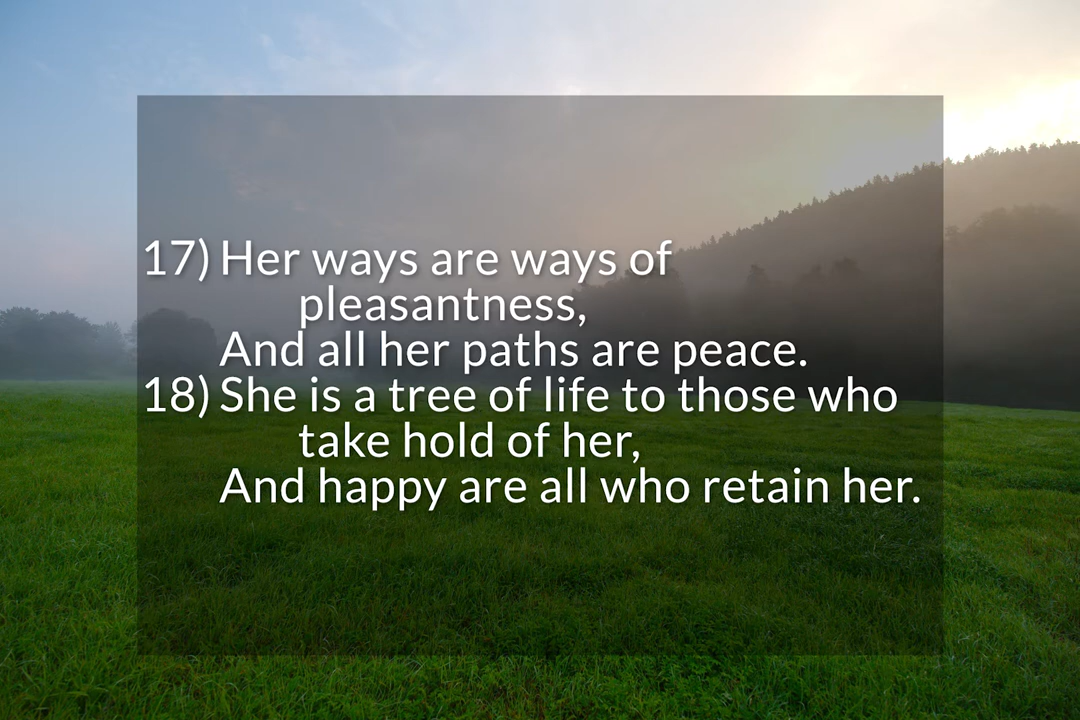 17) Her ways are ways of
pleasantness,
And all her paths are peace.
18) She is a tree of life to those who
take hold of her,
And happy are all who retain her.